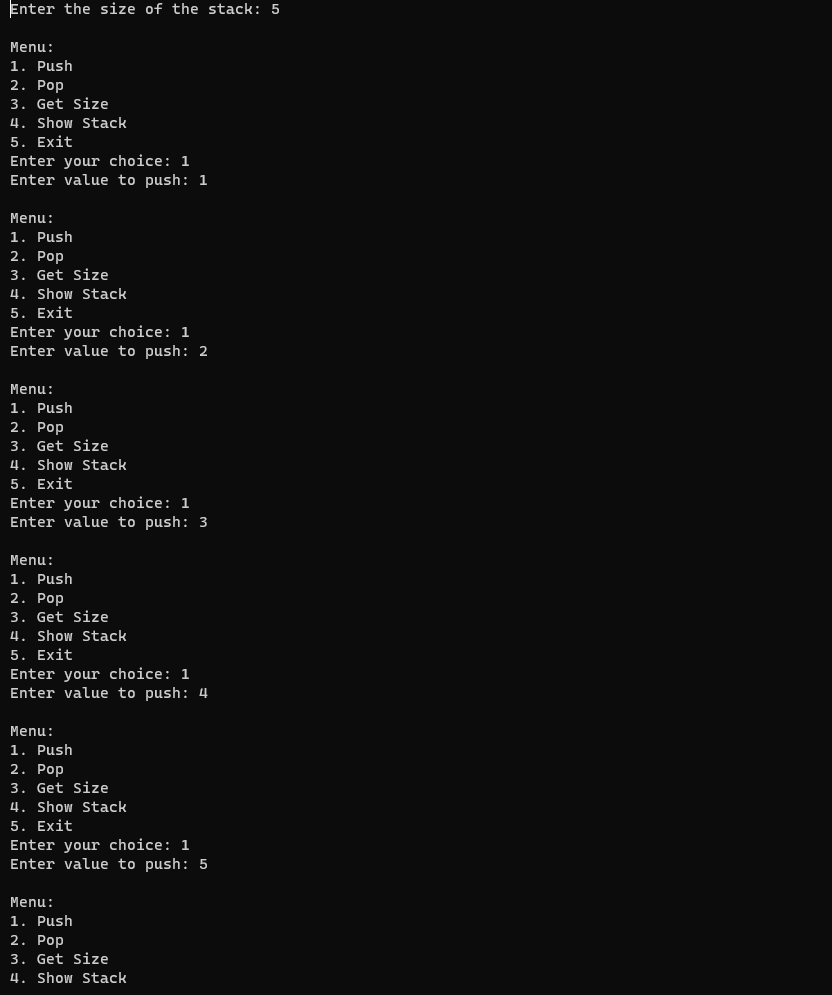 Enter the size of the stack: 5

Menu:
1. Push
2. Pop
3. Get Size
4. Show Stack
5. Exit
Enter your choice: 1
Enter value to push: 1

Menu:
1. Push
2. Pop
3. Get Size
4. Show Stack
5. Exit
Enter your choice: 1
Enter value to push: 2

Menu:
1. Push
2. Pop
3. Get Size
4. Show Stack
5. Exit
Enter your choice: 1
Enter value to push: 3

Menu:
1. Push
2. Pop
3. Get Size
4. Show Stack
5. Exit
Enter your choice: 1
Enter value to push: 4

Menu:
1. Push
2. Pop
3. Get Size
4. Show Stack
5. Exit
Enter your choice: 1
Enter value to push: 5

Menu:
1. Push
2. Pop
3. Get Size
4. Show Stack